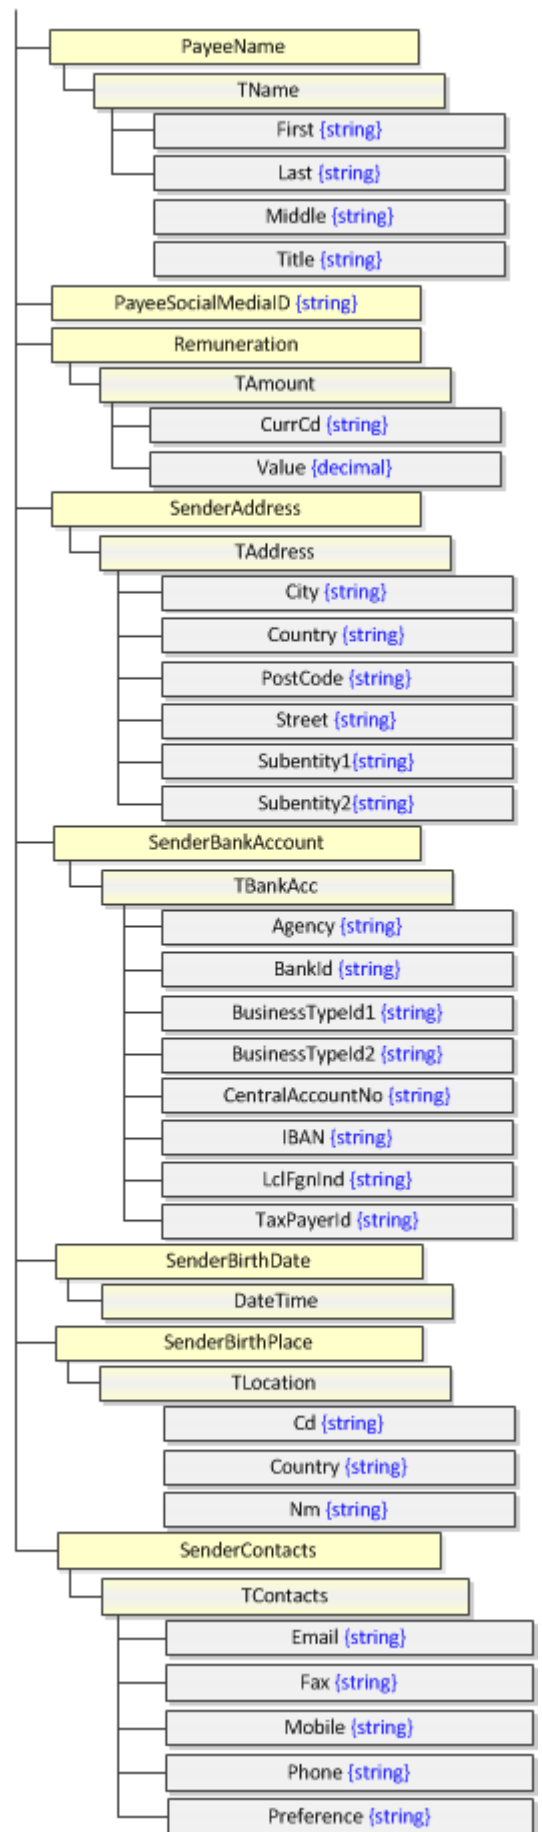 PayeeName
TName
First {string}
Last {string}
Middle {string}
Title {string}
PayeeSocialMediaID {string}
Remuneration
TAmount
CurrCd {string}
Value {decimal}
SenderAddress
TAddress
City {string}
Country {string}
PostCode {string}
Street {string}
Subentity1{string}
Subentity2{string}
SenderBankAccount
TBankAcc
Agency {string}
BankId {string}
BusinessTypeId1 {string}
BusinessTypeId2 {string}
CentralAccountNo {string}
IBAN {string}
LclFgnInd {string}
TaxPayerId {string}
SenderBirthDate
DateTime
SenderBirthPlace
TLocation
Cd {string}
Country {string}
Nm {string}
SenderContacts
TContacts
Email {string}
Fax {string}
Mobile {string}
Phone {string}
Preference {string}